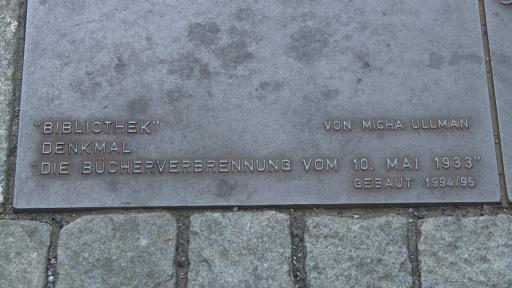 "BIBLIOTHEK"
DENKMAL
"DIE BÜCHERVERBRENNUNG VOM 10. MAI 1933"
VON MICHA ULLMAN
GEBAUT 1994/95